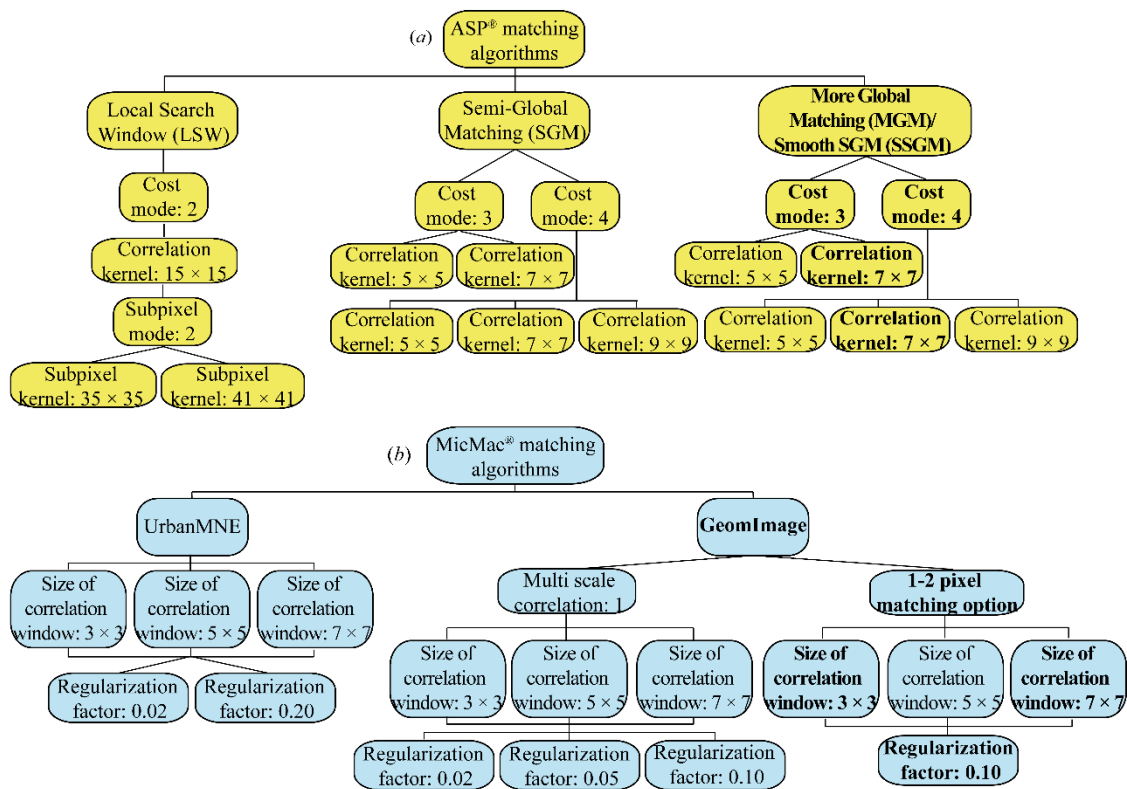 (a)
ASP® matching
algorithms
Local Search
Window (LSW)
Semi-Global
Matching (SGM)
More Global
Matching (MGM)/
Smooth SGM (SSGM)
Cost
mode: 2
Cost
mode: 3
Cost
mode: 4
Cost
mode: 3
Cost
mode: 4
Correlation
kernel: 15 × 15
Correlation
kernel: 5 × 5
Correlation
kernel: 7 × 7
Correlation
kernel: 5 × 5
Correlation
kernel: 7 × 7
Subpixel
mode: 2
Correlation
kernel: 5 × 5
Correlation
kernel: 7 × 7
Correlation
kernel: 9 × 9
Correlation
kernel: 5 × 5
Correlation
kernel: 7 × 7
Correlation
kernel: 9 × 9
Subpixel
kernel: 35 × 35
Subpixel
kernel: 41 × 41
(b)
MicMac® matching
algorithms
UrbanMNE
GeomImage
Size of
correlation
window: 3 × 3
Size of
correlation
window: 5 × 5
Size of
correlation
window: 7 × 7
Multi scale
correlation: 1
1-2 pixel
matching option
Regularization
factor: 0.02
Regularization
factor: 0.20
Size of
correlation
window: 3 × 3
Size of
correlation
window: 5 × 5
Size of
correlation
window: 7 × 7
Size of
correlation
window: 3 × 3
Size of
correlation
window: 5 × 5
Size of
correlation
window: 7 × 7
Regularization
factor: 0.02
Regularization
factor: 0.05
Regularization
factor: 0.10
Regularization
factor: 0.10